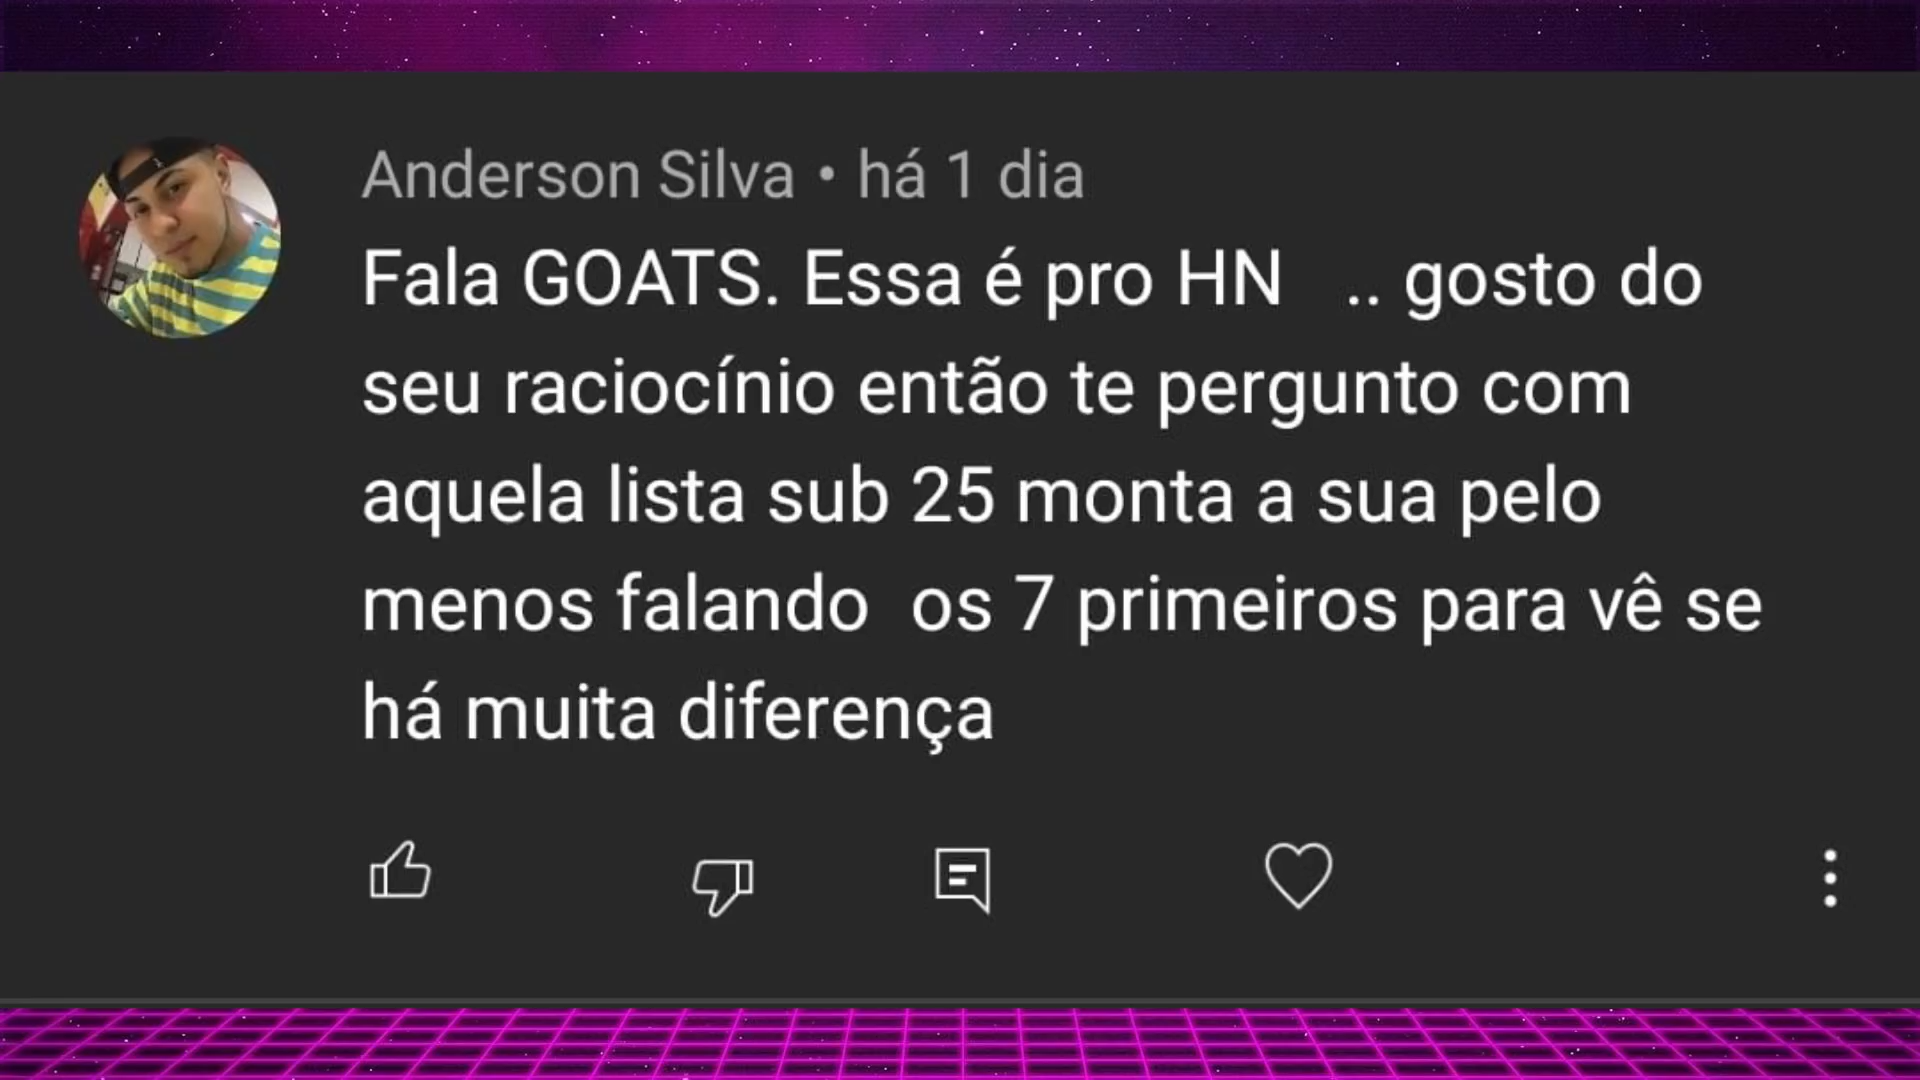 Anderson Silva • há 1 dia
Fala GOATS. Essa é pro HN .. gosto do
seu raciocínio então te pergunto com
aquela lista sub 25 monta a sua pelo
menos falando os 7 primeiros para vê se
há muita diferença